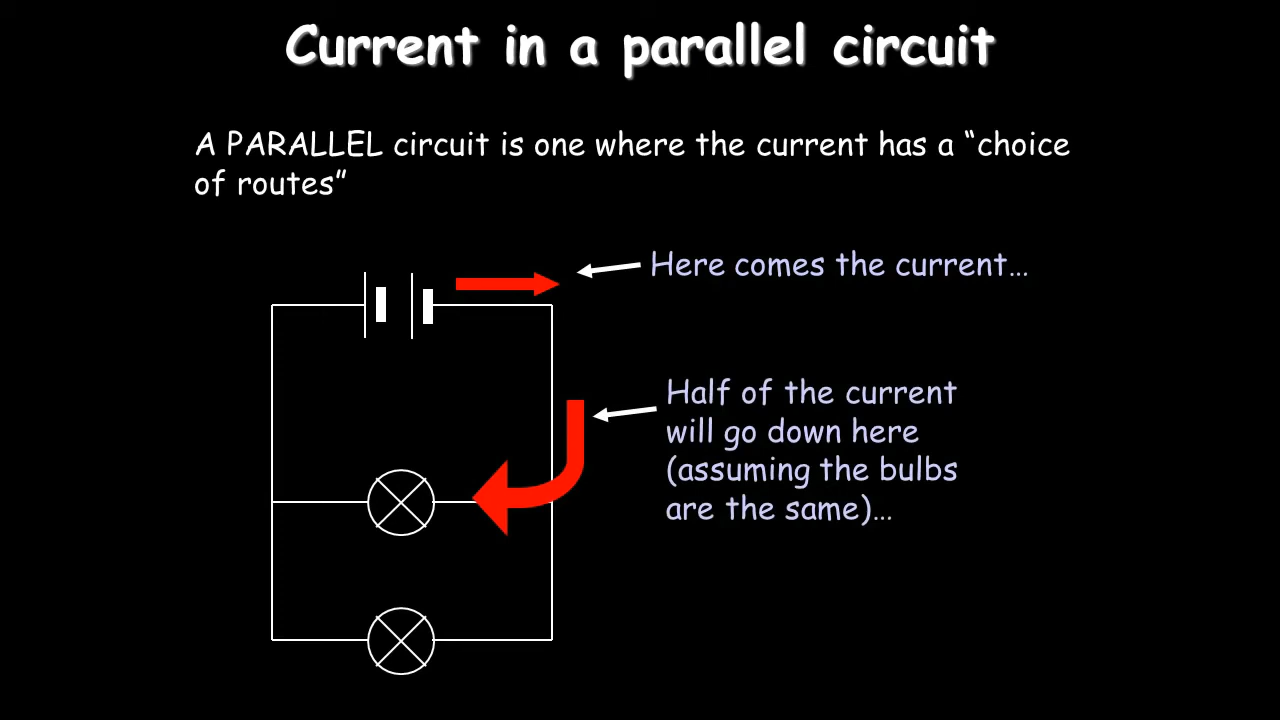 Current in a parallel circuit
A PARALLEL circuit is one where the current has a “choice
of routes”
Here comes the current…
Half of the current
will go down here
(assuming the bulbs
are the same)…